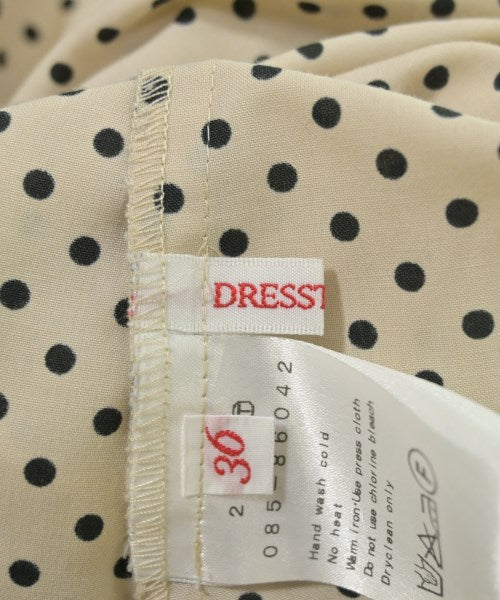 DRESST
36
2
085-86042
Hand wash cold
No heat
Warm iron·Use press cloth
Do not use chlorine bleach
Dryclean only